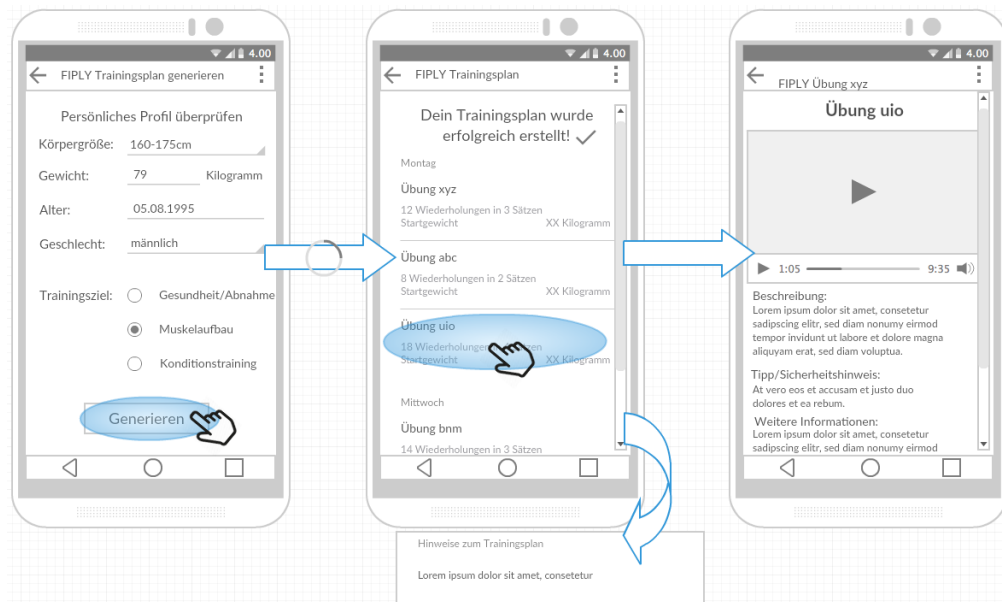 4.00
FIPLY Trainingsplan generieren
Persönliches Profil überprüfen
Körpergröße: 160-175cm
Gewicht: 79 Kilogramm
Alter: 05.08.1995
Geschlecht: männlich
Trainingsziel: Gesundheit/Abnahme
Muskelaufbau
Konditionstraining
Generieren
4.00
FIPLY Trainingsplan
Dein Trainingsplan wurde
erfolgreich erstellt!
Montag
Übung xyz
12 Wiederholungen in 3 Sätzen
Startgewicht XX Kilogramm
Übung abc
8 Wiederholungen in 2 Sätzen
Startgewicht XX Kilogramm
Übung uio
18 Wiederholungen in Sätzen
Startgewicht XX Kilogramm
Mittwoch
Übung bnm
14 Wiederholungen in 3 Sätzen
Hinweise zum Trainingsplan
Lorem ipsum dolor sit amet, consetetur
4.00
FIPLY Übung xyz
Übung uio
1:05 9:35
Beschreibung:
Lorem ipsum dolor sit amet, consetetur
sadipscing elitr, sed diam nonumy eirmod
tempor invidunt ut labore et dolore magna
aliquyam erat, sed diam voluptua.
Tipp/Sicherheitshinweis:
At vero eos et accusam et justo duo
dolores et ea rebum.
Weitere Informationen:
Lorem ipsum dolor sit amet, consetetur
sadipscing elitr, sed diam nonumy eirmod